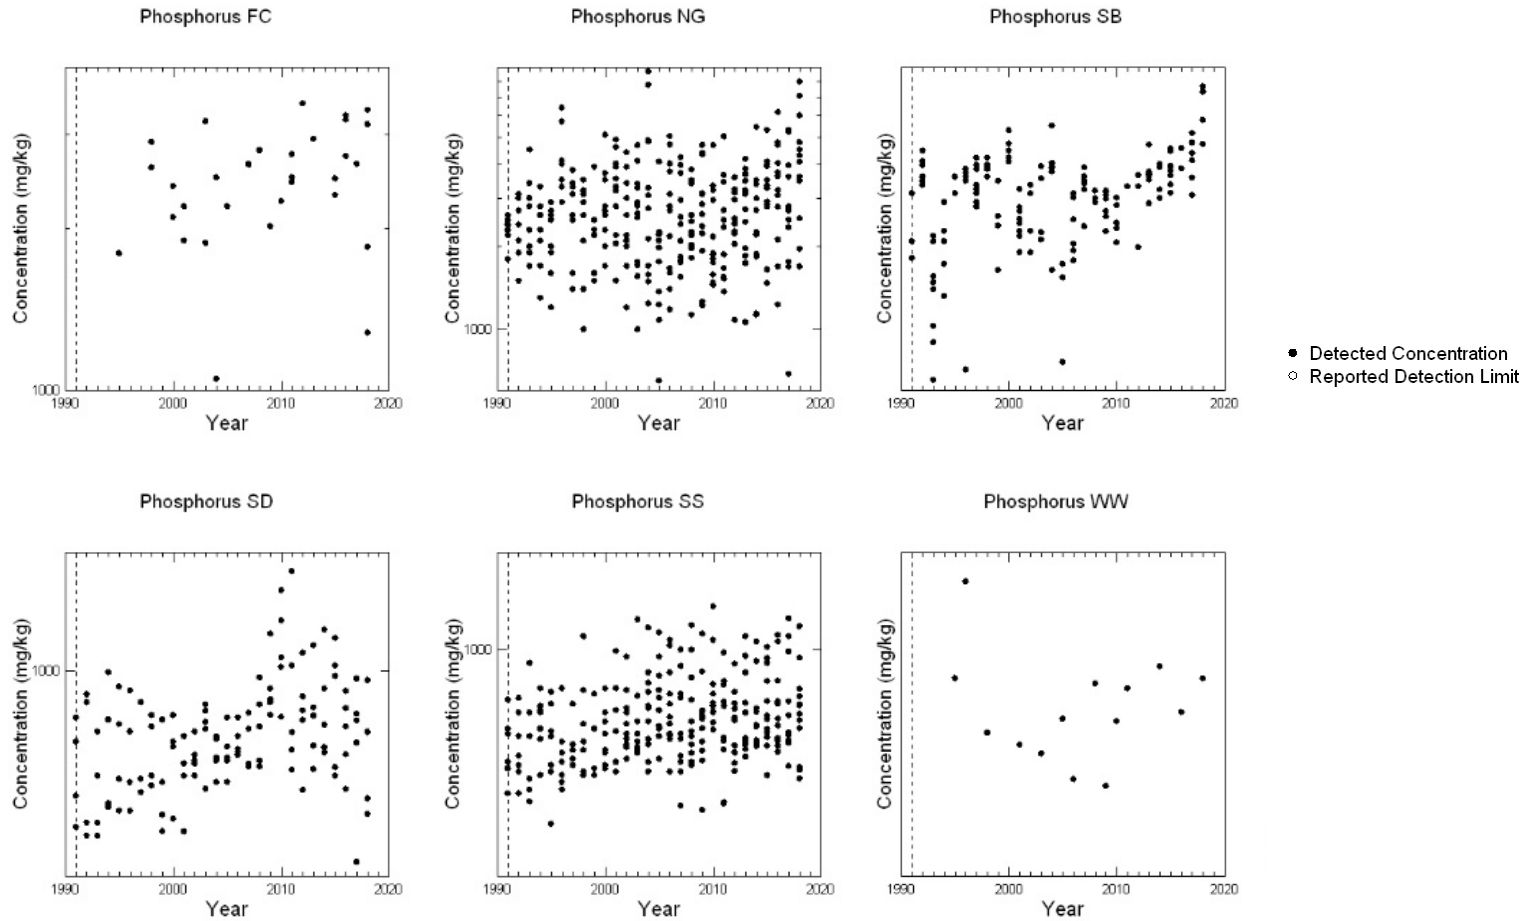 Phosphorus FC
Phosphorus NG
Phosphorus SB
Concentration (mg/kg)
1000
1990 2000 2010 2020
Year
Concentration (mg/kg)
1000
1990 2000 2010 2020
Year
Concentration (mg/kg)
1990 2000 2010 2020
Year
Detected Concentration
Reported Detection Limit
Phosphorus SD
Phosphorus SS
Phosphorus WW
Concentration (mg/kg)
1000
1990 2000 2010 2020
Year
Concentration (mg/kg)
1000
1990 2000 2010 2020
Year
Concentration (mg/kg)
1990 2000 2010 2020
Year